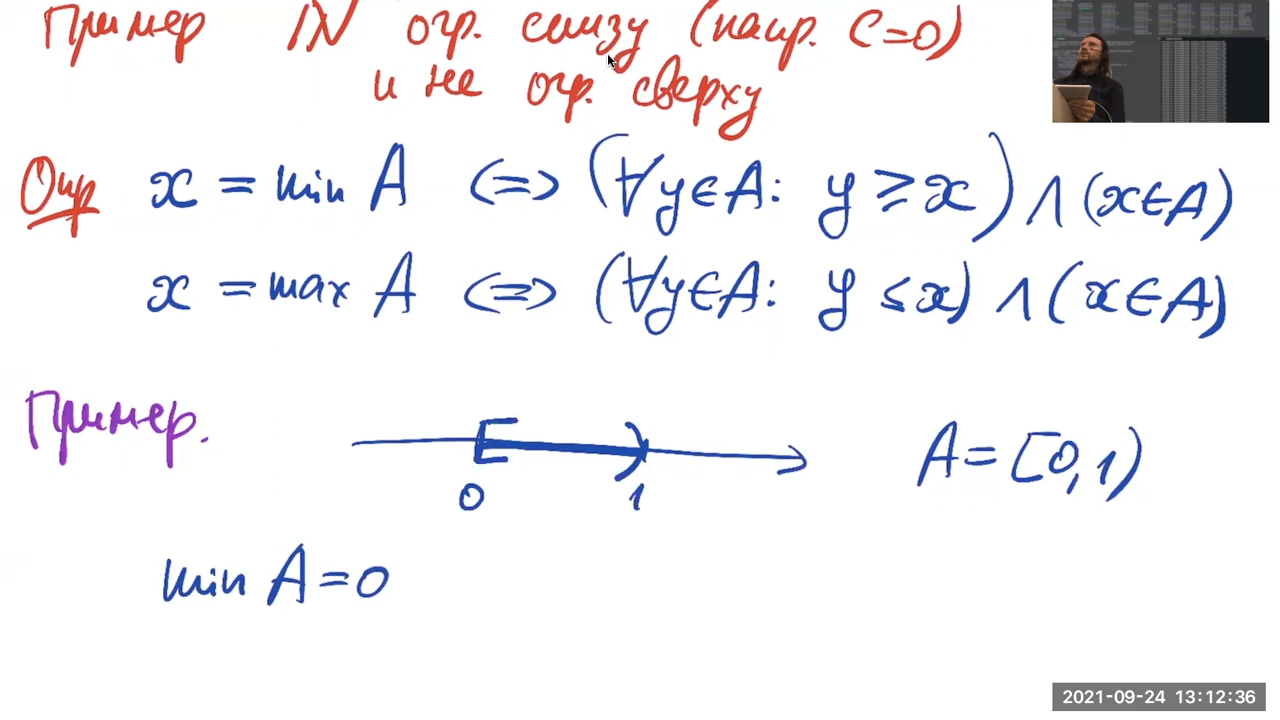 Пример ℕ огр. снизу (напр. C=0)
и не огр. сверху
Опр x = min A <=> (∀y∈A: y ≥ x) ∧ (x∈A)
x = max A <=> (∀y∈A: y ≤ x) ∧ (x∈A)
Пример.
0 1 A = [0,1)
min A = 0
2021-09-24 13:12:36